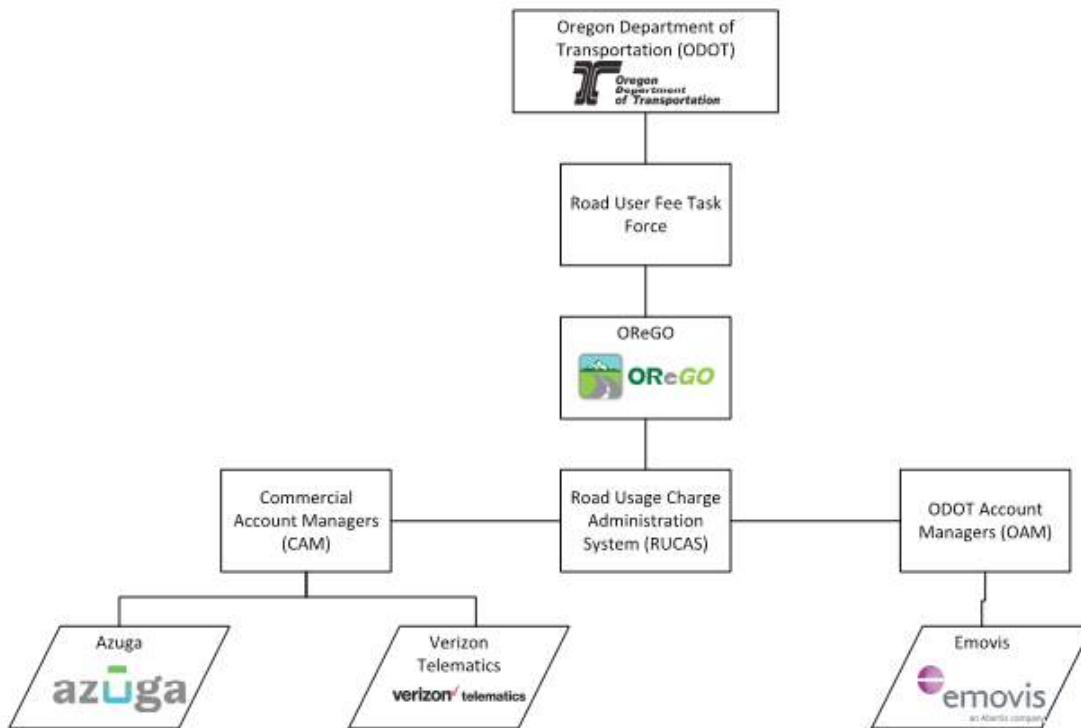 Oregon Department of
Transportation (ODOT)
Oregon
Department
of Transportation
Road User Fee Task
Force
OReGO
OReGO
Commercial
Account Managers
(CAM)
Road Usage Charge
Administration
System (RUCAS)
ODOT Account
Managers (OAM)
Azuga
azuga
Verizon
Telematics
verizon telematics
Emovis
emovis
an Abertis company